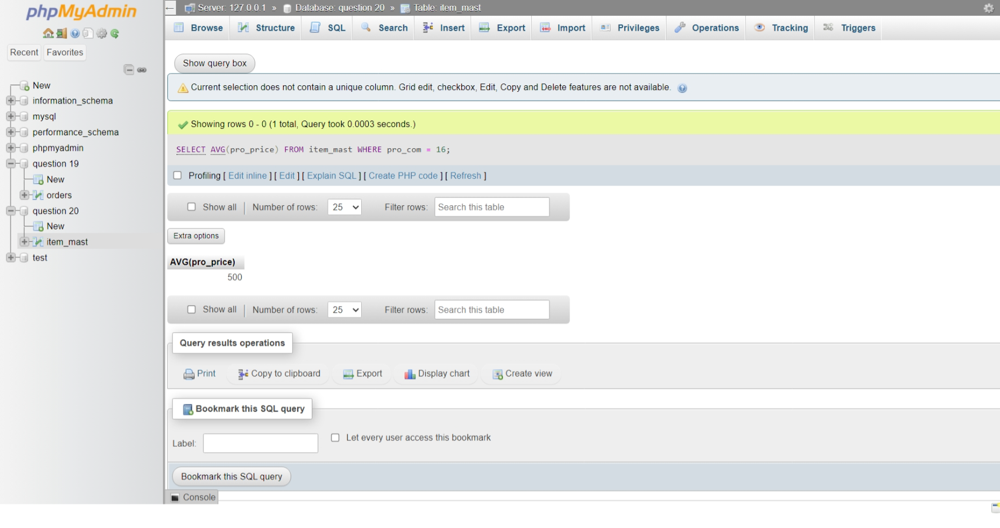 phpMyAdmin
Recent Favorites
New
information_schema
mysql
performance_schema
phpmyadmin
question 19
New
orders
question 20
New
item_mast
test
Server: 127.0.0.1 » Database: question 20 » Table: item_mast
Browse Structure SQL Search Insert Export Import Privileges Operations Tracking Triggers
Show query box
Current selection does not contain a unique column. Grid edit, checkbox, Edit, Copy and Delete features are not available.
Showing rows 0 - 0 (1 total, Query took 0.0003 seconds.)
SELECT AVG(pro_price) FROM item_mast WHERE pro_com = 16;
Profiling [ Edit inline ] [ Edit ] [ Explain SQL ] [ Create PHP code ] [ Refresh ]
Show all | Number of rows: 25 Filter rows: Search this table
Extra options
AVG(pro_price)
500
Show all | Number of rows: 25 Filter rows: Search this table
Query results operations
Print Copy to clipboard Export Display chart Create view
Bookmark this SQL query
Label: Let every user access this bookmark
Bookmark this SQL query
Console